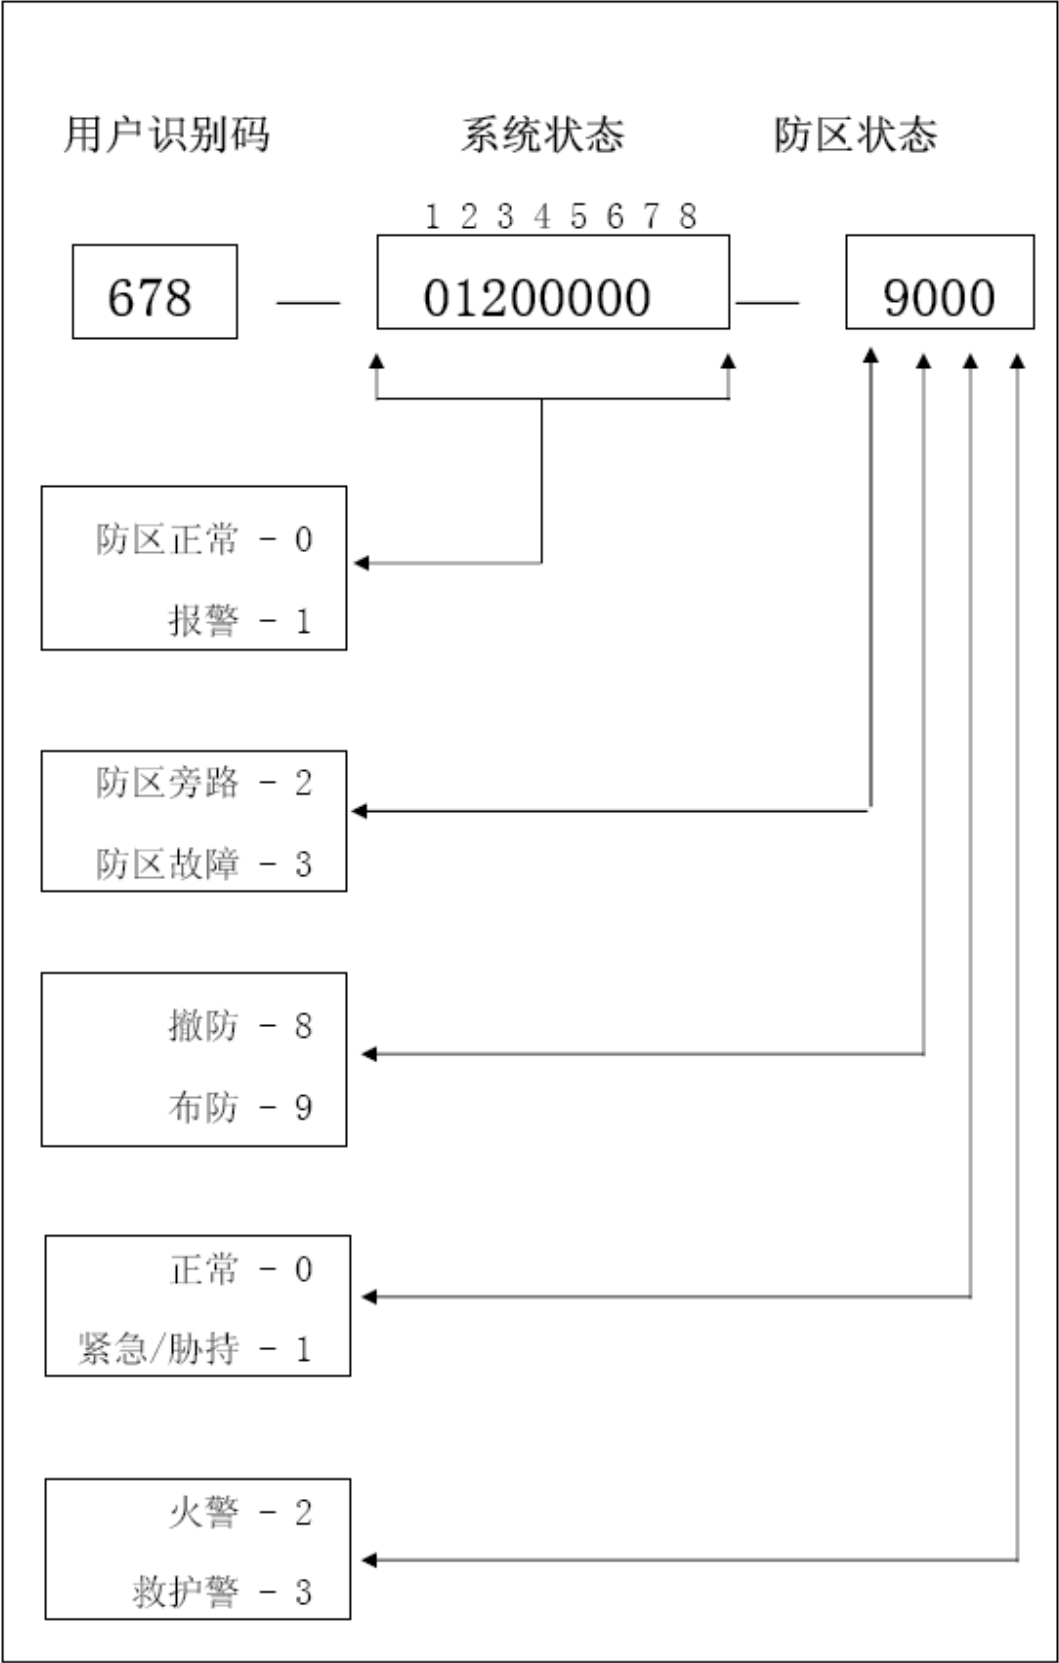 用户识别码 系统状态 防区状态
1 2 3 4 5 6 7 8
678 — 01200000 — 9000
防区正常 - 0
报警 - 1
防区旁路 - 2
防区故障 - 3
撤防 - 8
布防 - 9
正常 - 0
紧急/胁持 - 1
火警 - 2
救护警 - 3